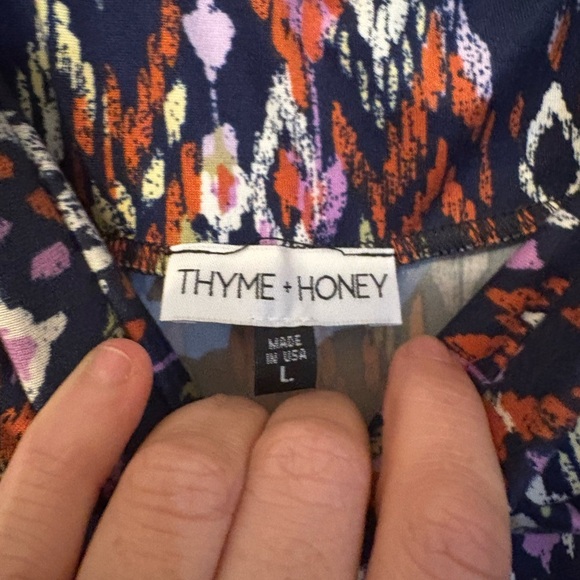 THYME + HONEY
MADE
IN USA
L